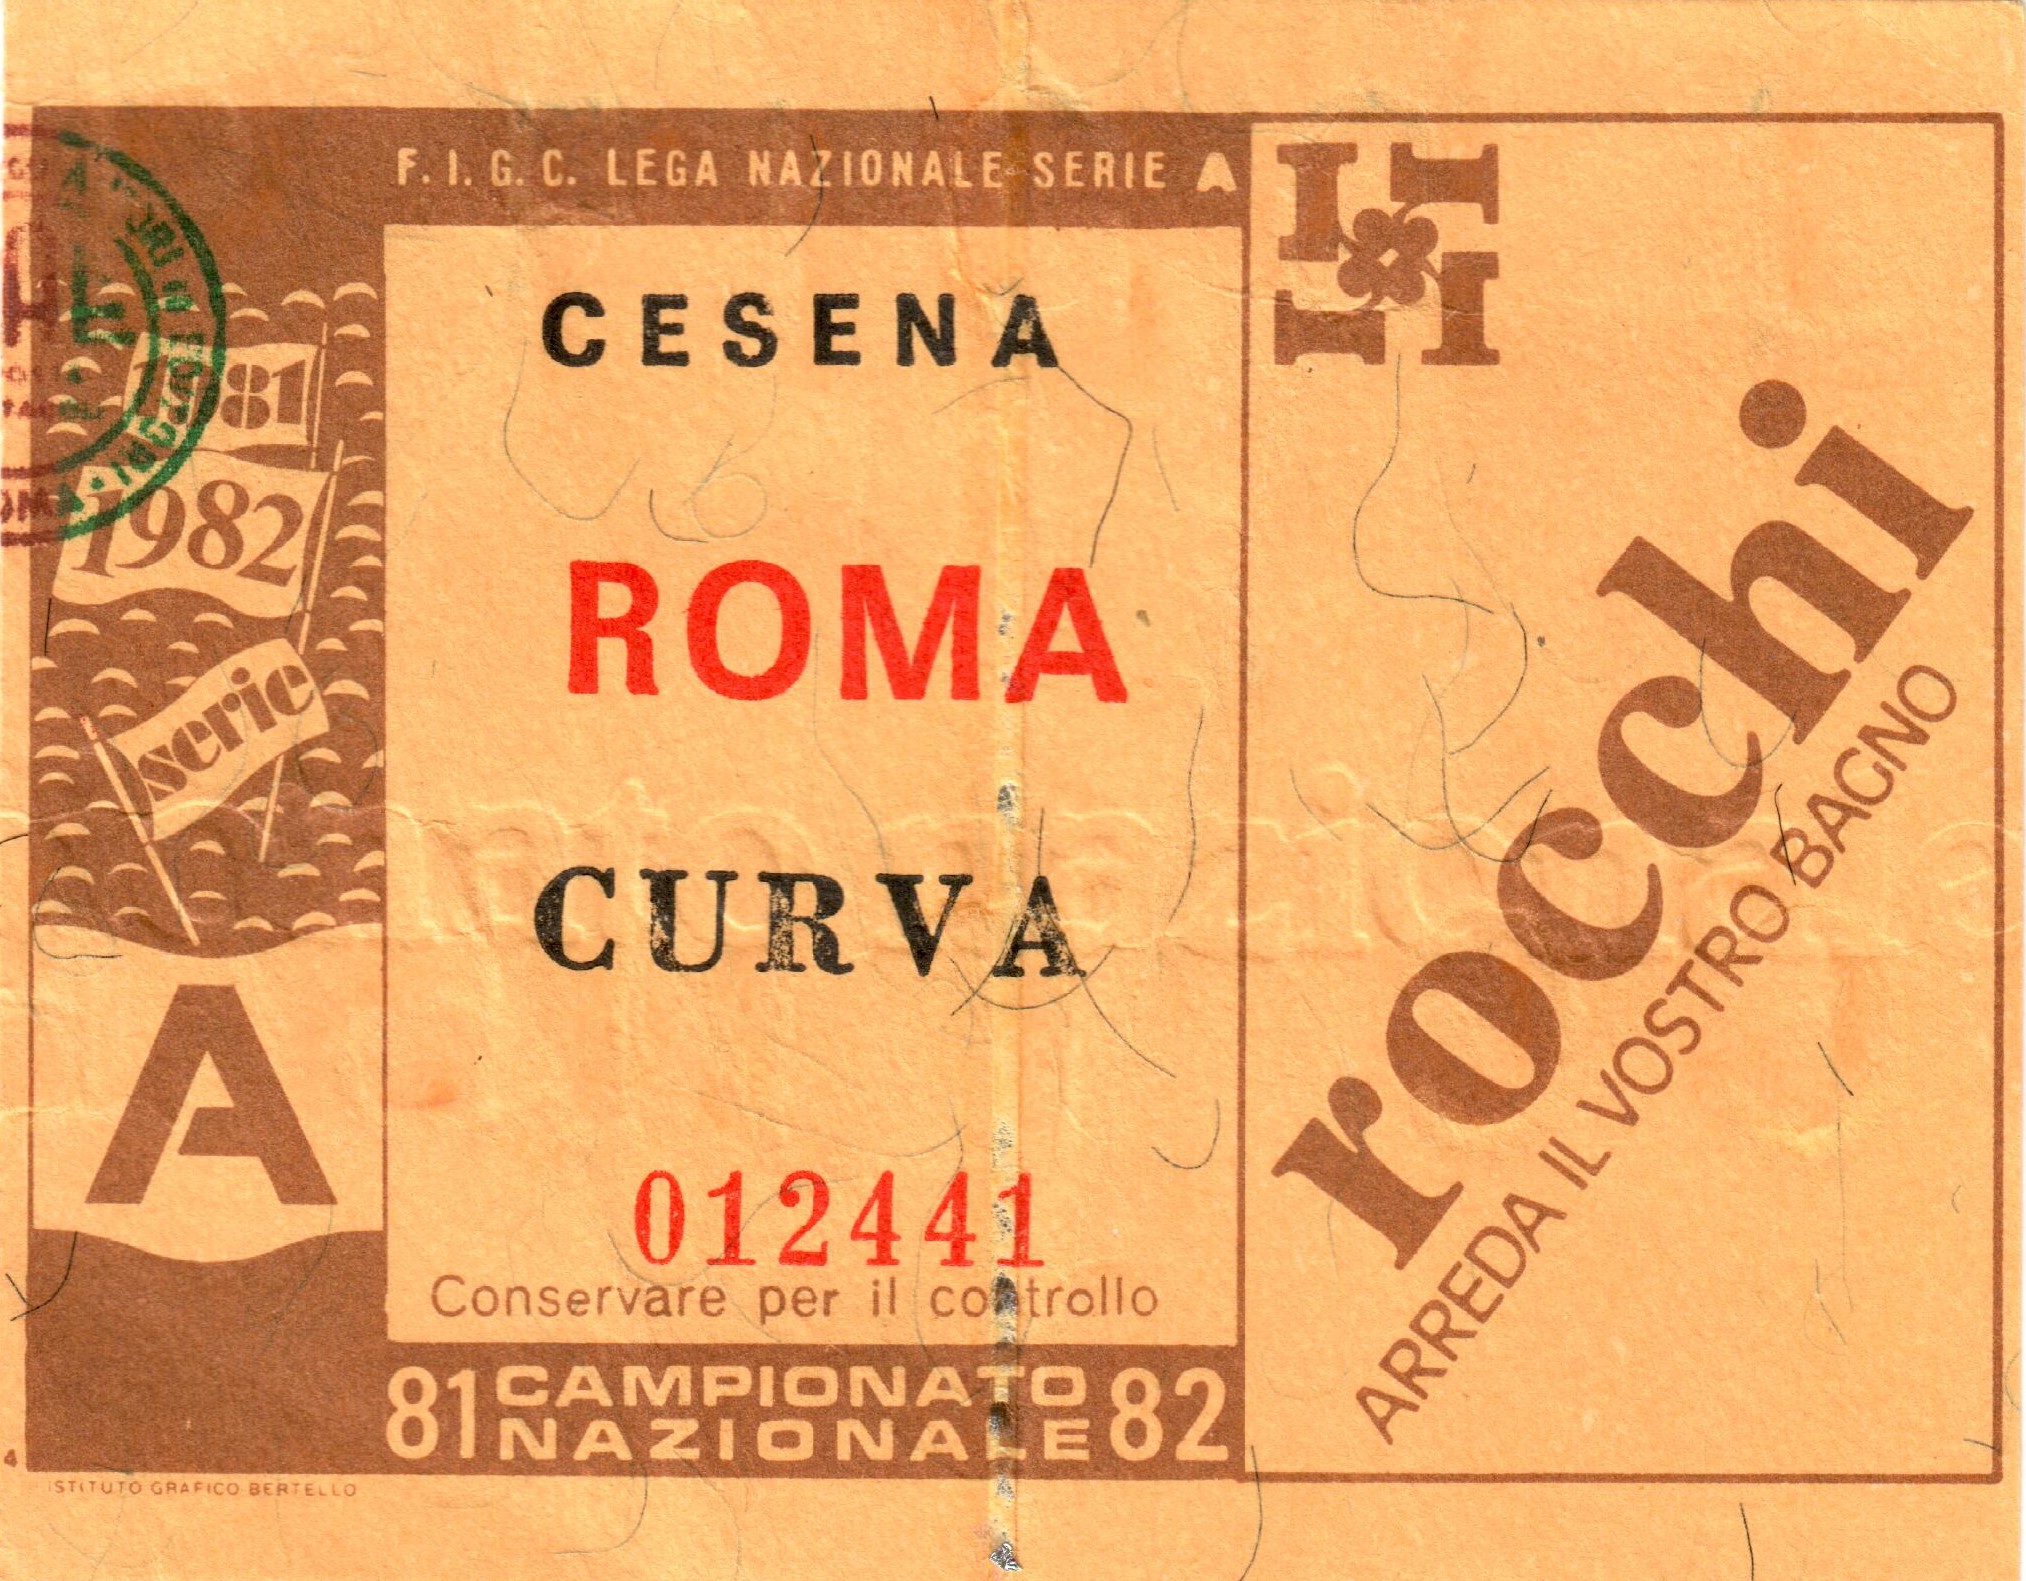 F. I. G. C. LEGA NAZIONALE SERIE A
1981
1982
serie
A
CESENA
ROMA
CURVA
012441
Conservare per il controllo
81 CAMPIONATO NAZIONALE 82
rocchi
ARREDA IL VOSTRO BAGNO
4
ISTITUTO GRAFICO BERTELLO